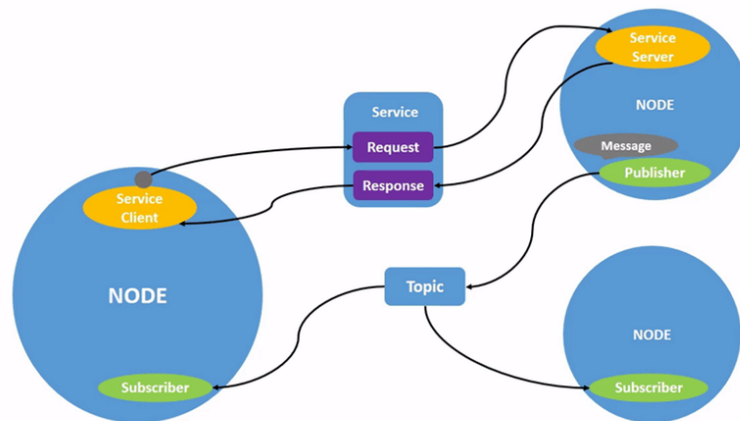 Service
Server
NODE
Message
Publisher
Service
Request
Response
Service
Client
NODE
Subscriber
Topic
NODE
Subscriber